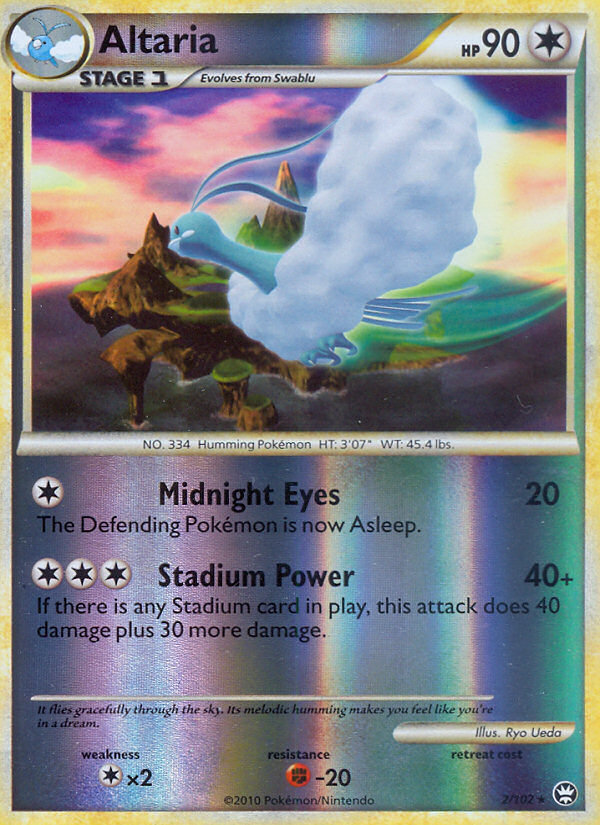 Altaria
HP 90
STAGE 1
Evolves from Swablu
NO. 334 Humming Pokémon HT: 3'07" WT: 45.4 lbs.
Midnight Eyes 20
The Defending Pokémon is now Asleep.
Stadium Power 40+
If there is any Stadium card in play, this attack does 40
damage plus 30 more damage.
It flies gracefully through the sky. Its melodic humming makes you feel like you're
in a dream.
Illus. Ryo Ueda
weakness resistance retreat cost
×2 -20
©2010 Pokémon/Nintendo 2/102 ★